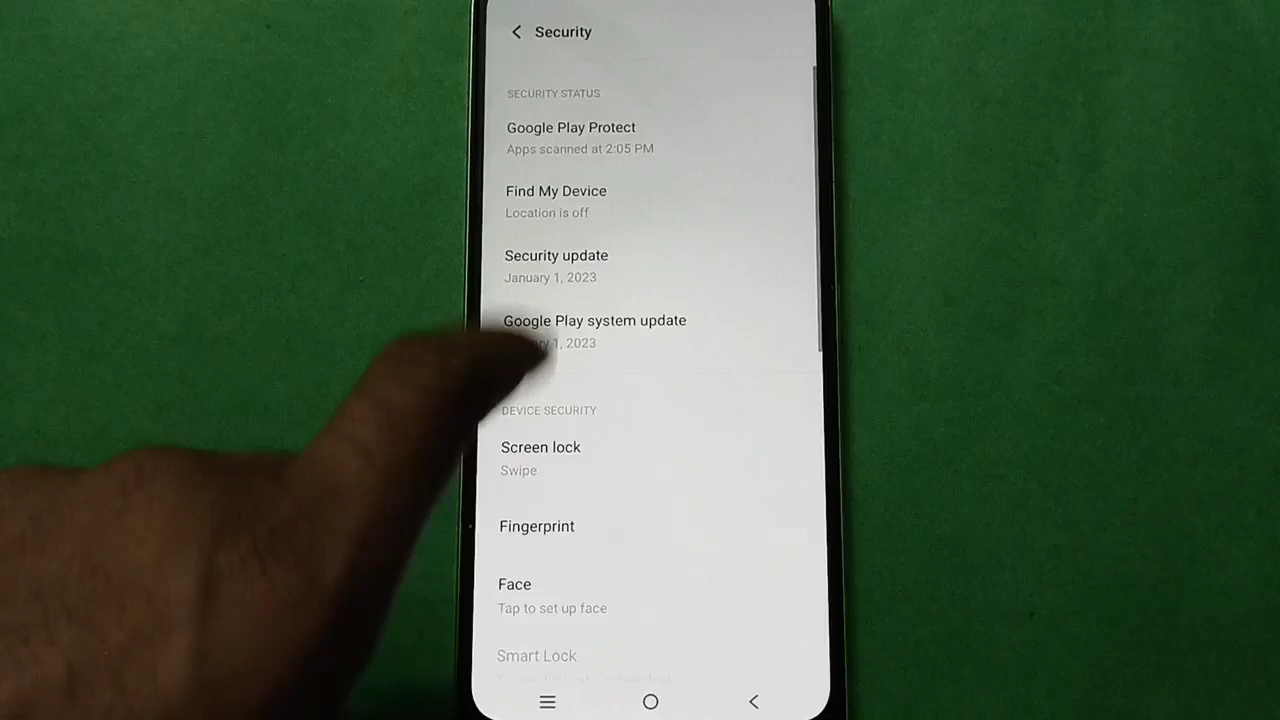 Security
SECURITY STATUS
Google Play Protect
Apps scanned at 2:05 PM
Find My Device
Location is off
Security update
January 1, 2023
Google Play system update
1, 2023
DEVICE SECURITY
Screen lock
Swipe
Fingerprint
Face
Tap to set up face
Smart Lock